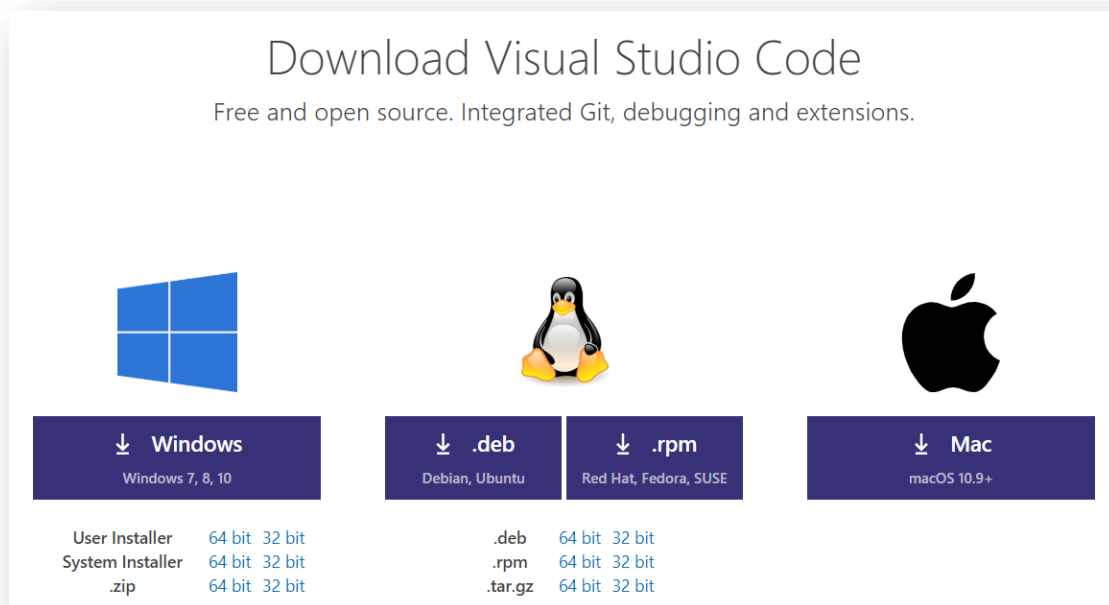 Download Visual Studio Code
Free and open source. Integrated Git, debugging and extensions.
Windows
Windows 7, 8, 10
.deb
Debian, Ubuntu
.rpm
Red Hat, Fedora, SUSE
Mac
macOS 10.9+
User Installer 64 bit 32 bit
System Installer 64 bit 32 bit
.zip 64 bit 32 bit
.deb 64 bit 32 bit
.rpm 64 bit 32 bit
.tar.gz 64 bit 32 bit